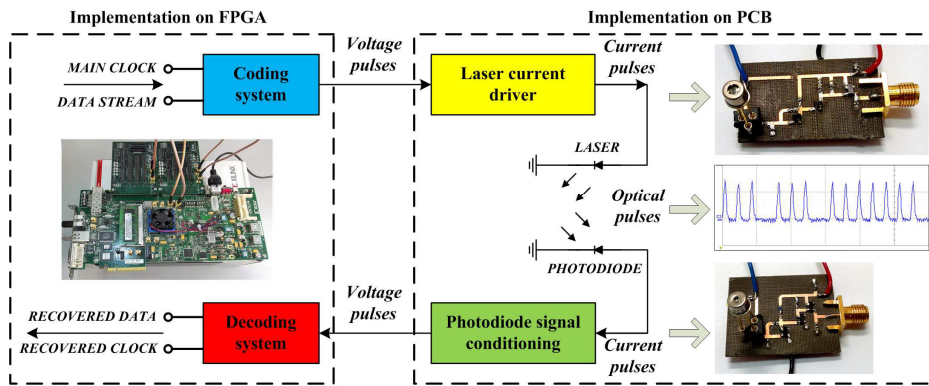 Implementation on FPGA
Implementation on PCB
MAIN CLOCK
DATA STREAM
Coding
system
Voltage
pulses
Laser current
driver
Current
pulses
LASER
Optical
pulses
PHOTODIODE
RECOVERED DATA
RECOVERED CLOCK
Decoding
system
Voltage
pulses
Photodiode signal
conditioning
Current
pulses